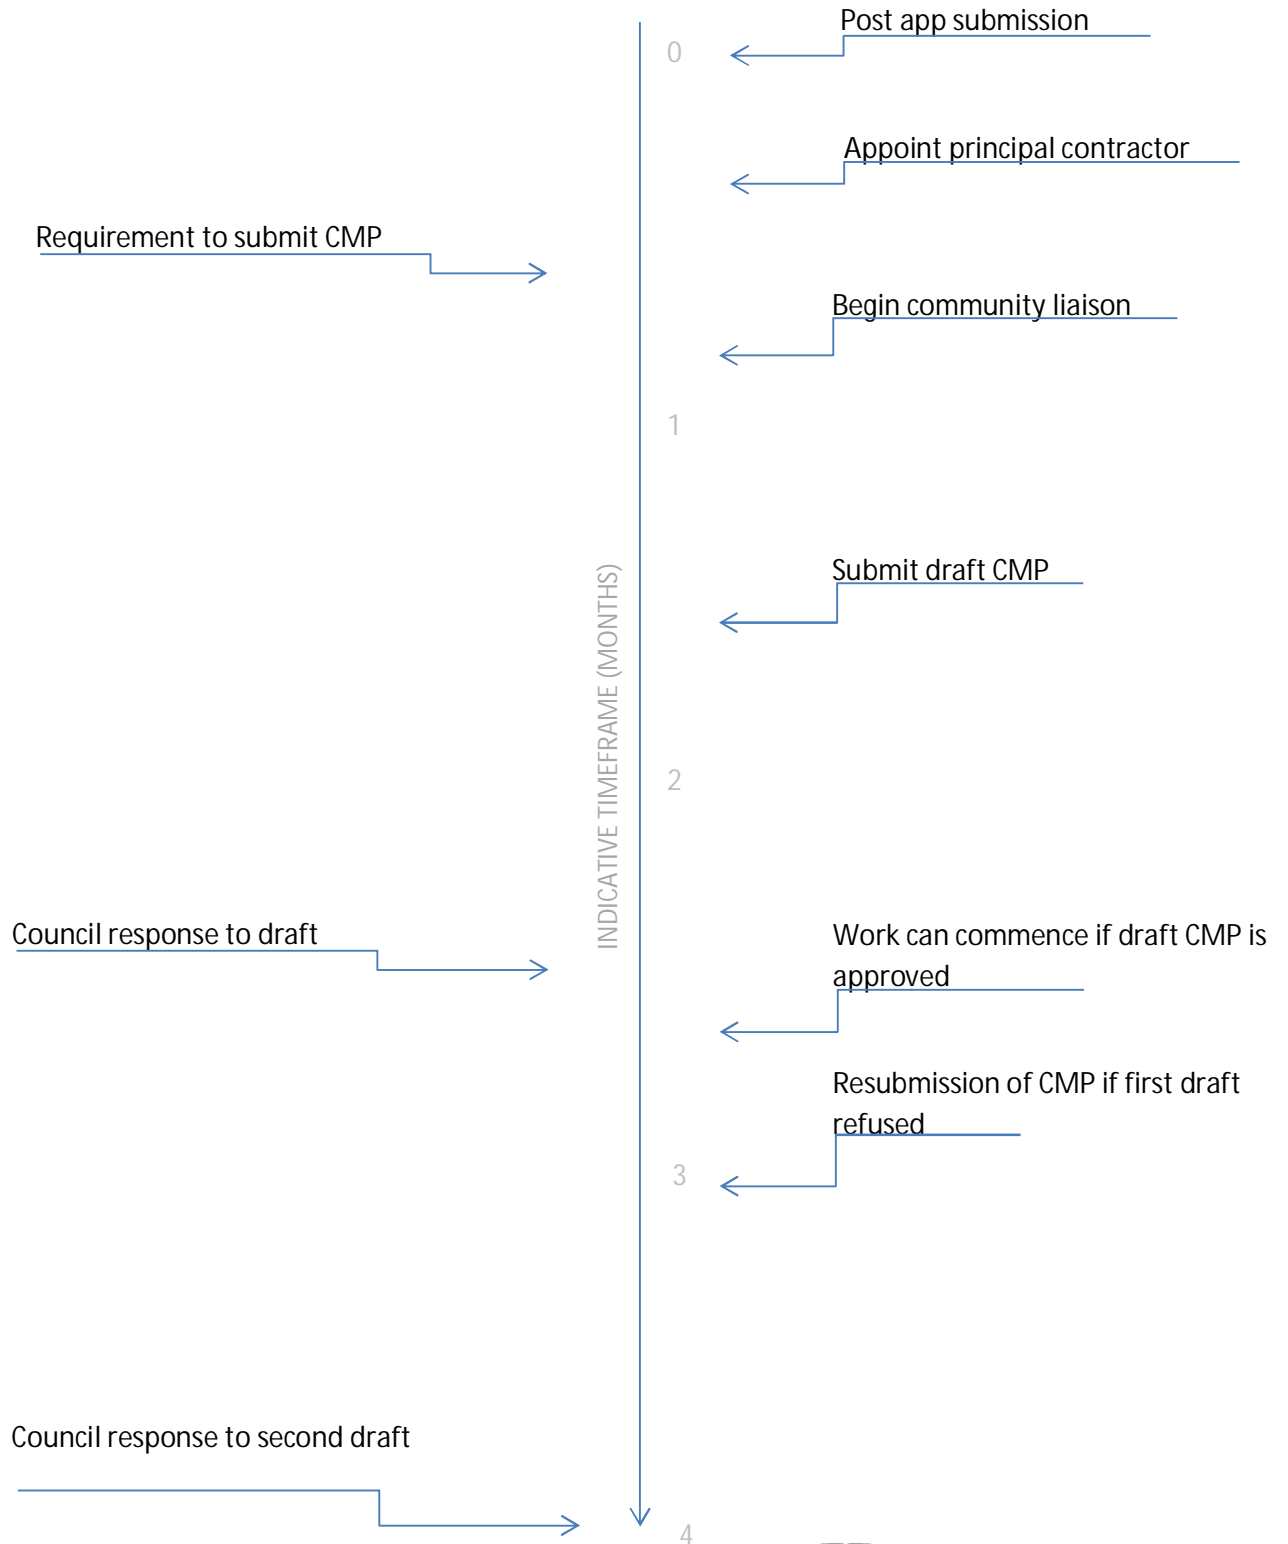 Post app submission
0
Appoint principal contractor
Requirement to submit CMP
Begin community liaison
1
Submit draft CMP
INDICATIVE TIMEFRAME (MONTHS)
2
Council response to draft
Work can commence if draft CMP is
approved
Resubmission of CMP if first draft
refused
3
Council response to second draft
4